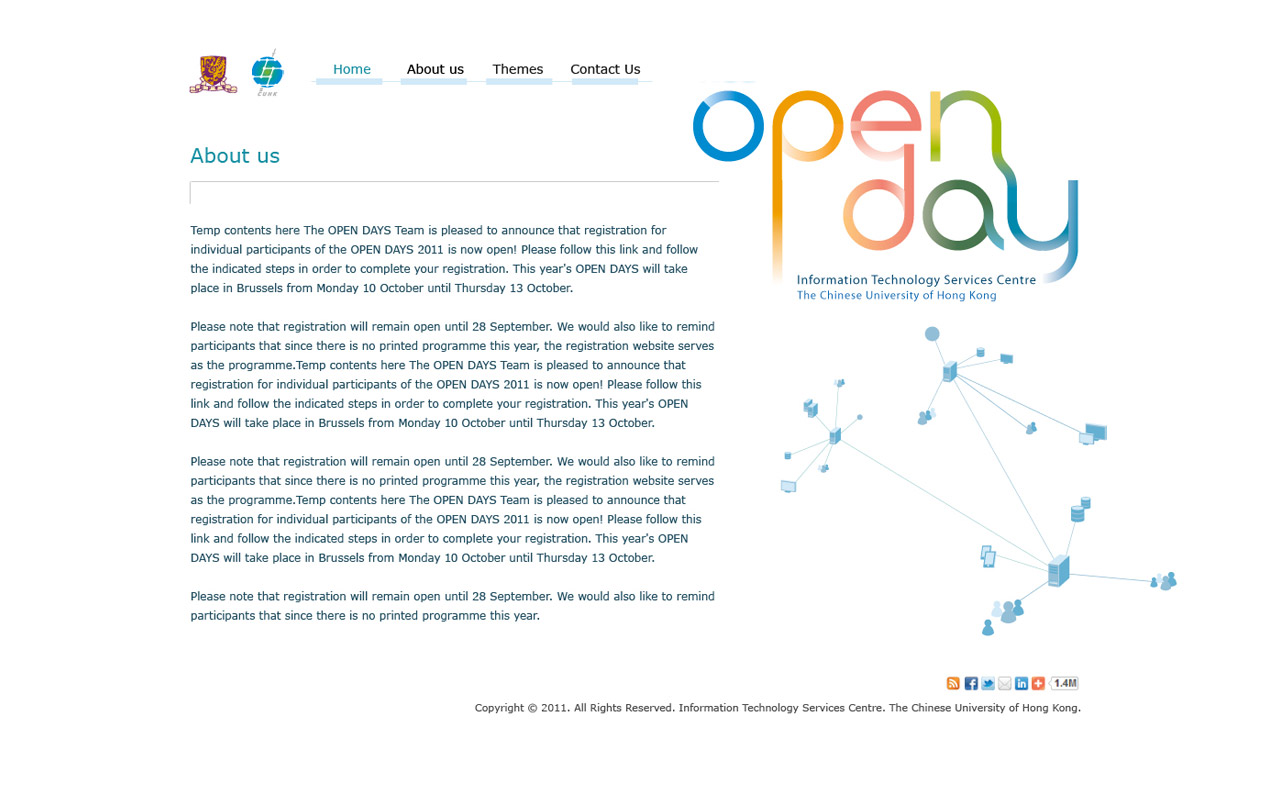 CUHK
Home About us Themes Contact Us
open
day
Information Technology Services Centre
The Chinese University of Hong Kong
About us
Temp contents here The OPEN DAYS Team is pleased to announce that registration for
individual participants of the OPEN DAYS 2011 is now open! Please follow this link and follow
the indicated steps in order to complete your registration. This year's OPEN DAYS will take
place in Brussels from Monday 10 October until Thursday 13 October.
Please note that registration will remain open until 28 September. We would also like to remind
participants that since there is no printed programme this year, the registration website serves
as the programme.Temp contents here The OPEN DAYS Team is pleased to announce that
registration for individual participants of the OPEN DAYS 2011 is now open! Please follow this
link and follow the indicated steps in order to complete your registration. This year's OPEN
DAYS will take place in Brussels from Monday 10 October until Thursday 13 October.
Please note that registration will remain open until 28 September. We would also like to remind
participants that since there is no printed programme this year, the registration website serves
as the programme.Temp contents here The OPEN DAYS Team is pleased to announce that
registration for individual participants of the OPEN DAYS 2011 is now open! Please follow this
link and follow the indicated steps in order to complete your registration. This year's OPEN
DAYS will take place in Brussels from Monday 10 October until Thursday 13 October.
Please note that registration will remain open until 28 September. We would also like to remind
participants that since there is no printed programme this year.
1.4M
Copyright © 2011. All Rights Reserved. Information Technology Services Centre. The Chinese University of Hong Kong.